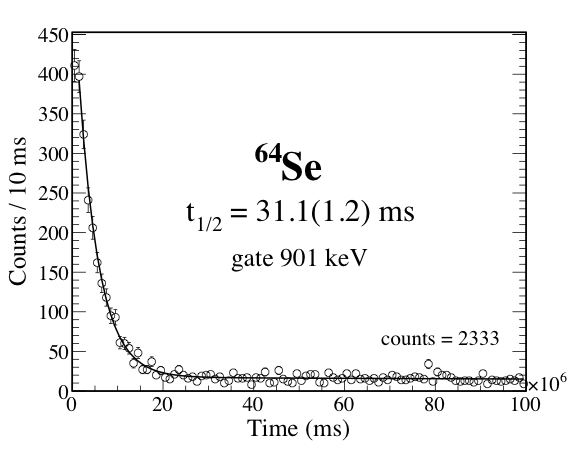 450
400
350
300
250
200
150
100
50
0
Counts / 10 ms
64Se
t1/2 = 31.1(1.2) ms
gate 901 keV
counts = 2333
0 20 40 60 80 100
×10^6
Time (ms)